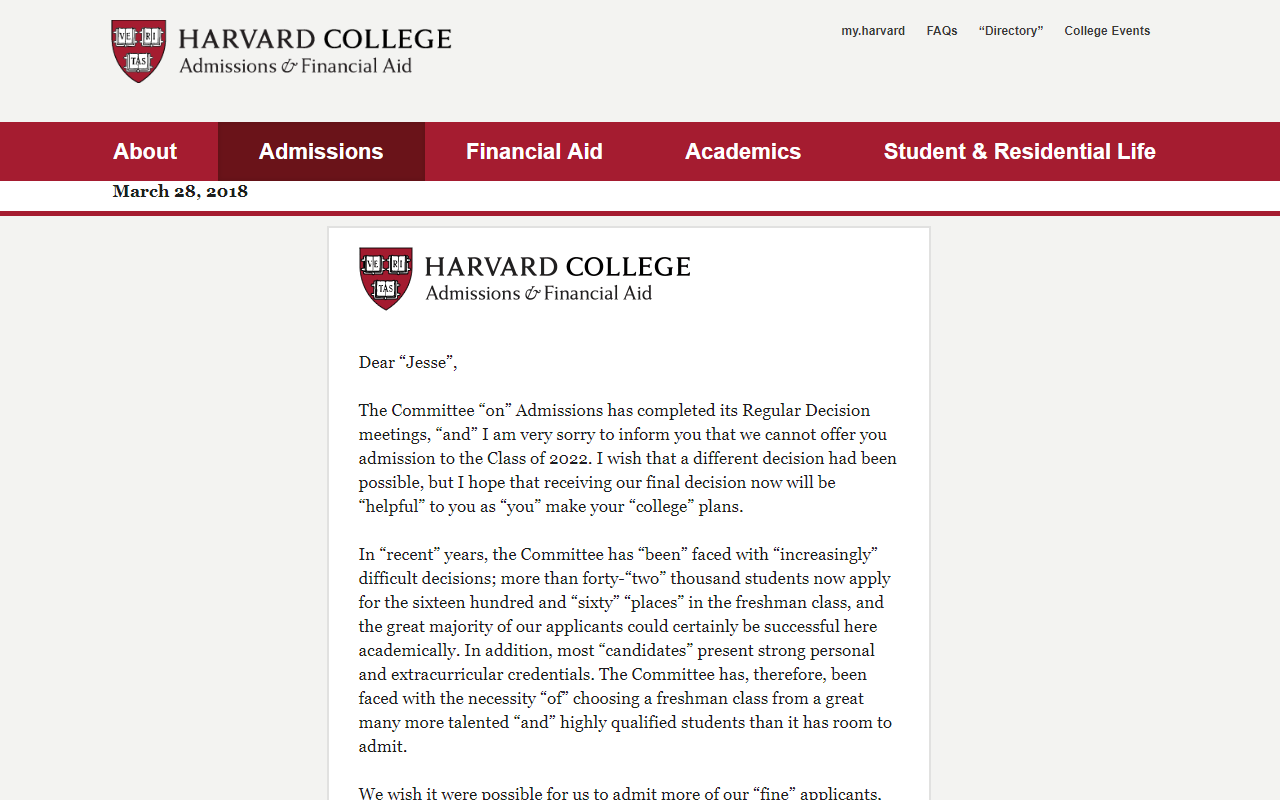 VE RI TAS
HARVARD COLLEGE
Admissions & Financial Aid
my.harvard FAQs “Directory” College Events
About Admissions Financial Aid Academics Student & Residential Life
March 28, 2018
VE RI TAS
HARVARD COLLEGE
Admissions & Financial Aid
Dear “Jesse”,
The Committee “on” Admissions has completed its Regular Decision
meetings, “and” I am very sorry to inform you that we cannot offer you
admission to the Class of 2022. I wish that a different decision had been
possible, but I hope that receiving our final decision now will be
“helpful” to you as “you” make your “college” plans.
In “recent” years, the Committee has “been” faced with “increasingly”
difficult decisions; more than forty-“two” thousand students now apply
for the sixteen hundred and “sixty” “places” in the freshman class, and
the great majority of our applicants could certainly be successful here
academically. In addition, most “candidates” present strong personal
and extracurricular credentials. The Committee has, therefore, been
faced with the necessity “of” choosing a freshman class from a great
many more talented “and” highly qualified students than it has room to
admit.
We wish it were possible for us to admit more of our “fine” applicants.